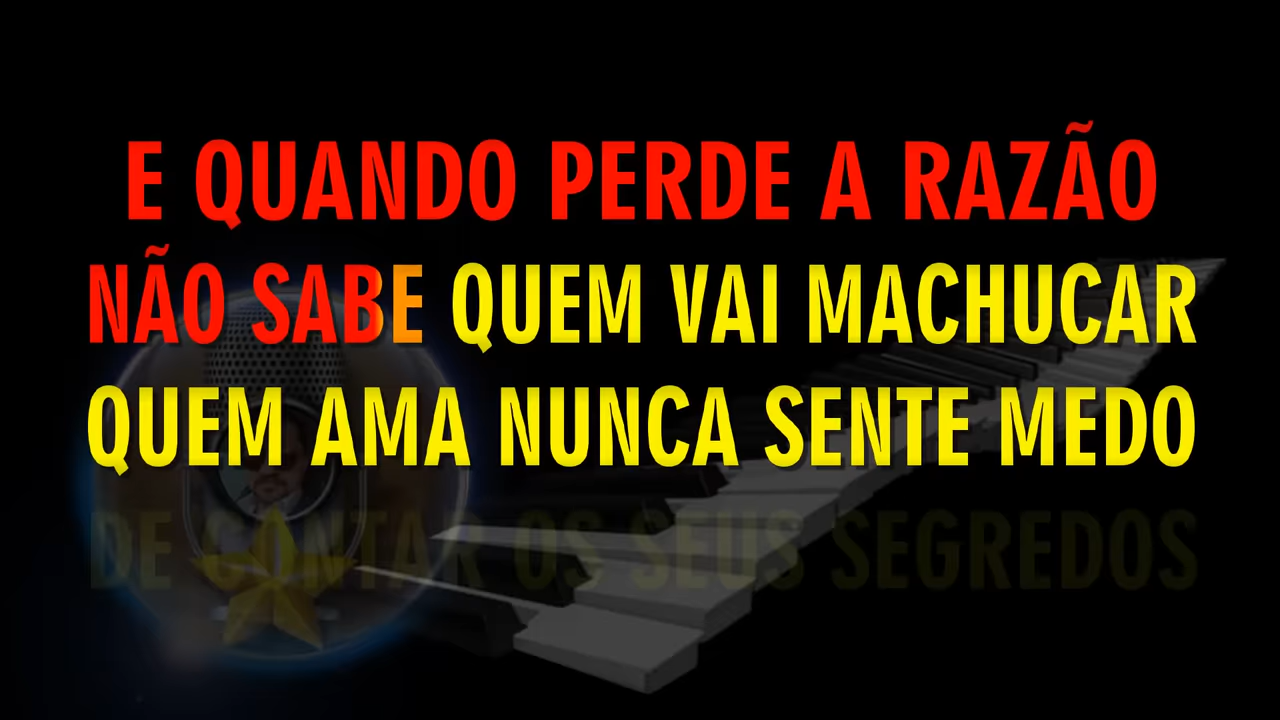 E QUANDO PERDE A RAZÃO
NÃO SABE QUEM VAI MACHUCAR
QUEM AMA NUNCA SENTE MEDO
DE CONTAR OS SEUS SEGREDOS